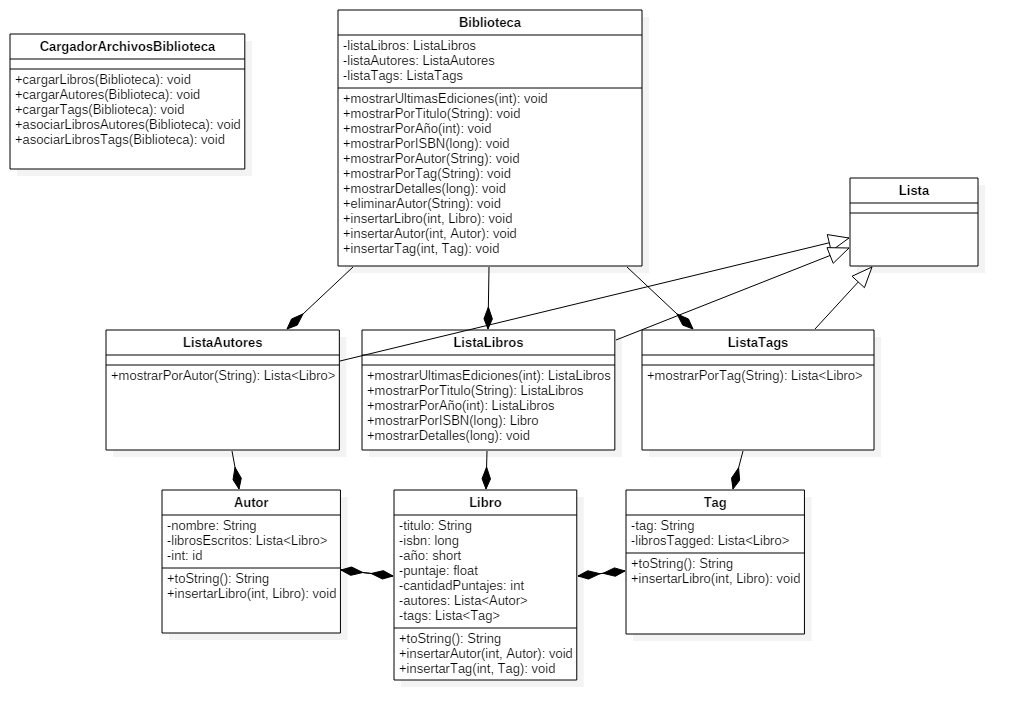 CargadorArchivosBiblioteca
+cargarLibros(Biblioteca): void
+cargarAutores(Biblioteca): void
+cargarTags(Biblioteca): void
+asociarLibrosAutores(Biblioteca): void
+asociarLibrosTags(Biblioteca): void
Biblioteca
-listaLibros: ListaLibros
-listaAutores: ListaAutores
-listaTags: ListaTags
+mostrarUltimasEdiciones(int): void
+mostrarPorTitulo(String): void
+mostrarPorAño(int): void
+mostrarPorISBN(long): void
+mostrarPorAutor(String): void
+mostrarPorTag(String): void
+mostrarDetalles(long): void
+eliminarAutor(String): void
+insertarLibro(int, Libro): void
+insertarAutor(int, Autor): void
+insertarTag(int, Tag): void
Lista
ListaAutores
+mostrarPorAutor(String): Lista<Libro>
ListaLibros
+mostrarUltimasEdiciones(int): ListaLibros
+mostrarPorTitulo(String): ListaLibros
+mostrarPorAño(int): ListaLibros
+mostrarPorISBN(long): Libro
+mostrarDetalles(long): void
ListaTags
+mostrarPorTag(String): Lista<Libro>
Autor
-nombre: String
-librosEscritos: Lista<Libro>
-int: id
+toString(): String
+insertarLibro(int, Libro): void
Libro
-titulo: String
-isbn: long
-año: short
-puntaje: float
-cantidadPuntajes: int
-autores: Lista<Autor>
-tags: Lista<Tag>
+toString(): String
+insertarAutor(int, Autor): void
+insertarTag(int, Tag): void
Tag
-tag: String
-librosTagged: Lista<Libro>
+toString(): String
+insertarLibro(int, Libro): void